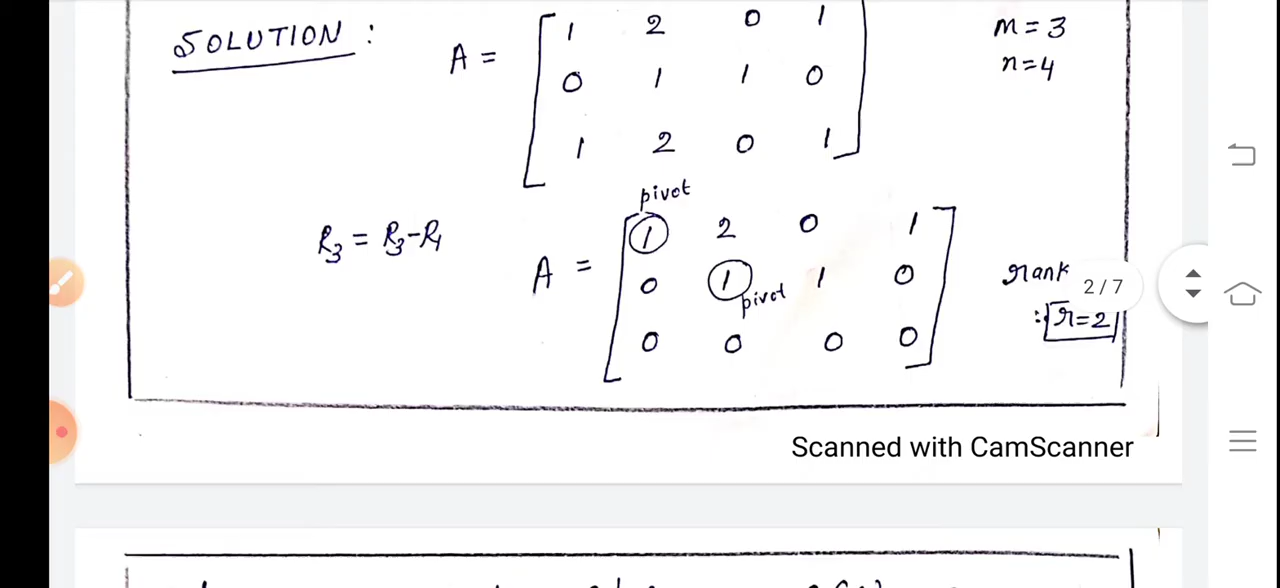 SOLUTION :
A = [ 1 2 0 1
0 1 1 0
1 2 0 1 ]
m = 3
n = 4
R3 = R3 - R1
pivot
A = [ 1 2 0 1
0 1 1 0
pivot
0 0 0 0 ]
rank
∴ r = 2
2/7
Scanned with CamScanner